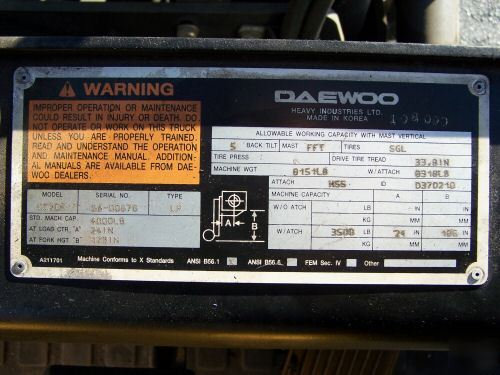 WARNING
IMPROPER OPERATION OR MAINTENANCE
COULD RESULT IN INJURY OR DEATH. DO
NOT OPERATE OR WORK ON THIS TRUCK
UNLESS YOU ARE PROPERLY TRAINED.
READ AND UNDERSTAND THE OPERATION
AND MAINTENANCE MANUAL. ADDITION-
AL MANUALS ARE AVAILABLE FROM DAE-
WOO DEALERS.
MODEL SERIAL NO. TYPE
LP
STD. MACH CAP. 4000LB
AT LOAD CTR "A" 24IN
AT FORK HGT "B"
A211701
DAEWOO
HEAVY INDUSTRIES LTD.
MADE IN KOREA
ALLOWABLE WORKING CAPACITY WITH MAST VERTICAL
5 BACK TILT MAST FFT TIRES SGL
TIRE PRESS DRIVE TIRE TREAD 33.8IN
MACHINE WGT 8151LB W/ATTACH 8318LB
ATTACH HSS D370210
MACHINE CAPACITY A B
W/O ATCH LB IN IN
KG MM MM
W/ATCH 3500 LB 24 IN 186 IN
KG MM MM
A B
Machine Conforms to X Standards ANSI B56.1 ANSI B56.6 FEM Sec. IV Other